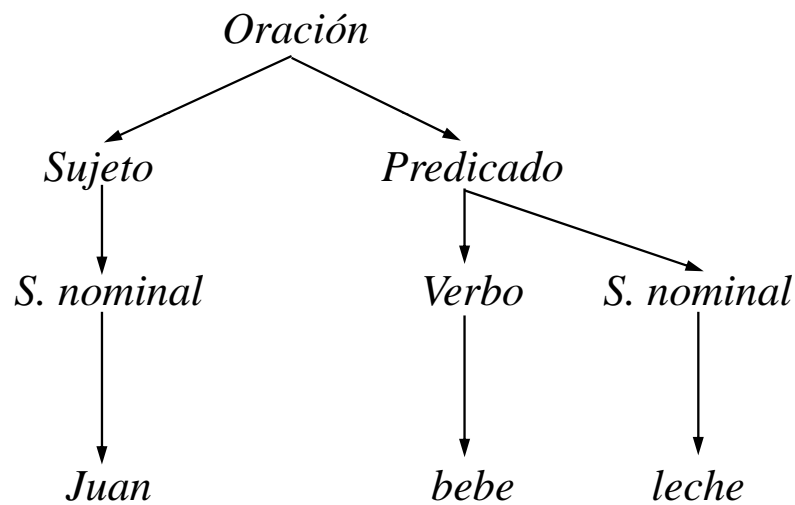 Oración
Sujeto Predicado
S. nominal Verbo S. nominal
Juan bebe leche